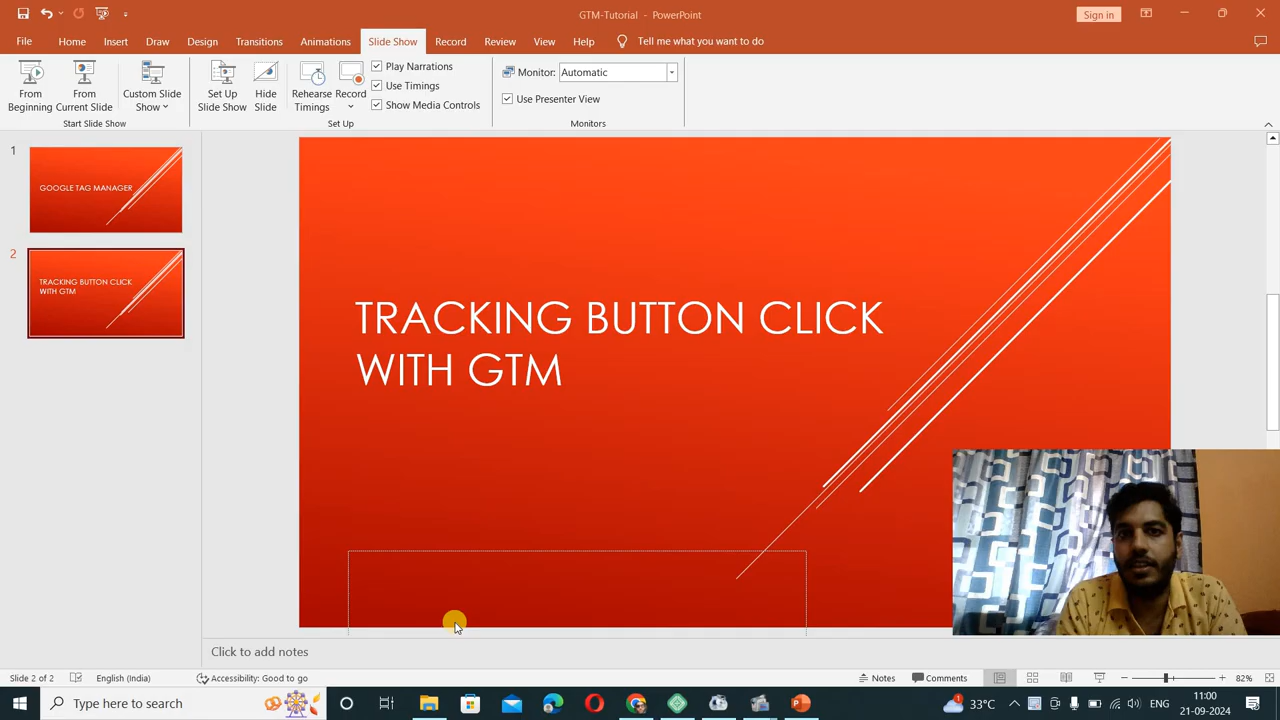 GTM-Tutorial - PowerPoint
Sign in
File Home Insert Draw Design Transitions Animations Slide Show Record Review View Help Tell me what you want to do
From Beginning
From Current Slide
Custom Slide Show
Start Slide Show
Set Up Slide Show
Hide Slide
Rehearse Timings
Record
Play Narrations
Use Timings
Show Media Controls
Set Up
Monitor: Automatic
Use Presenter View
Monitors
1
GOOGLE TAG MANAGER
2
TRACKING BUTTON CLICK
WITH GTM
TRACKING BUTTON CLICK
WITH GTM
Click to add notes
Slide 2 of 2 English (India) Accessibility: Good to go Notes Comments 82%
Type here to search
1
33°C
11:00
21-09-2024